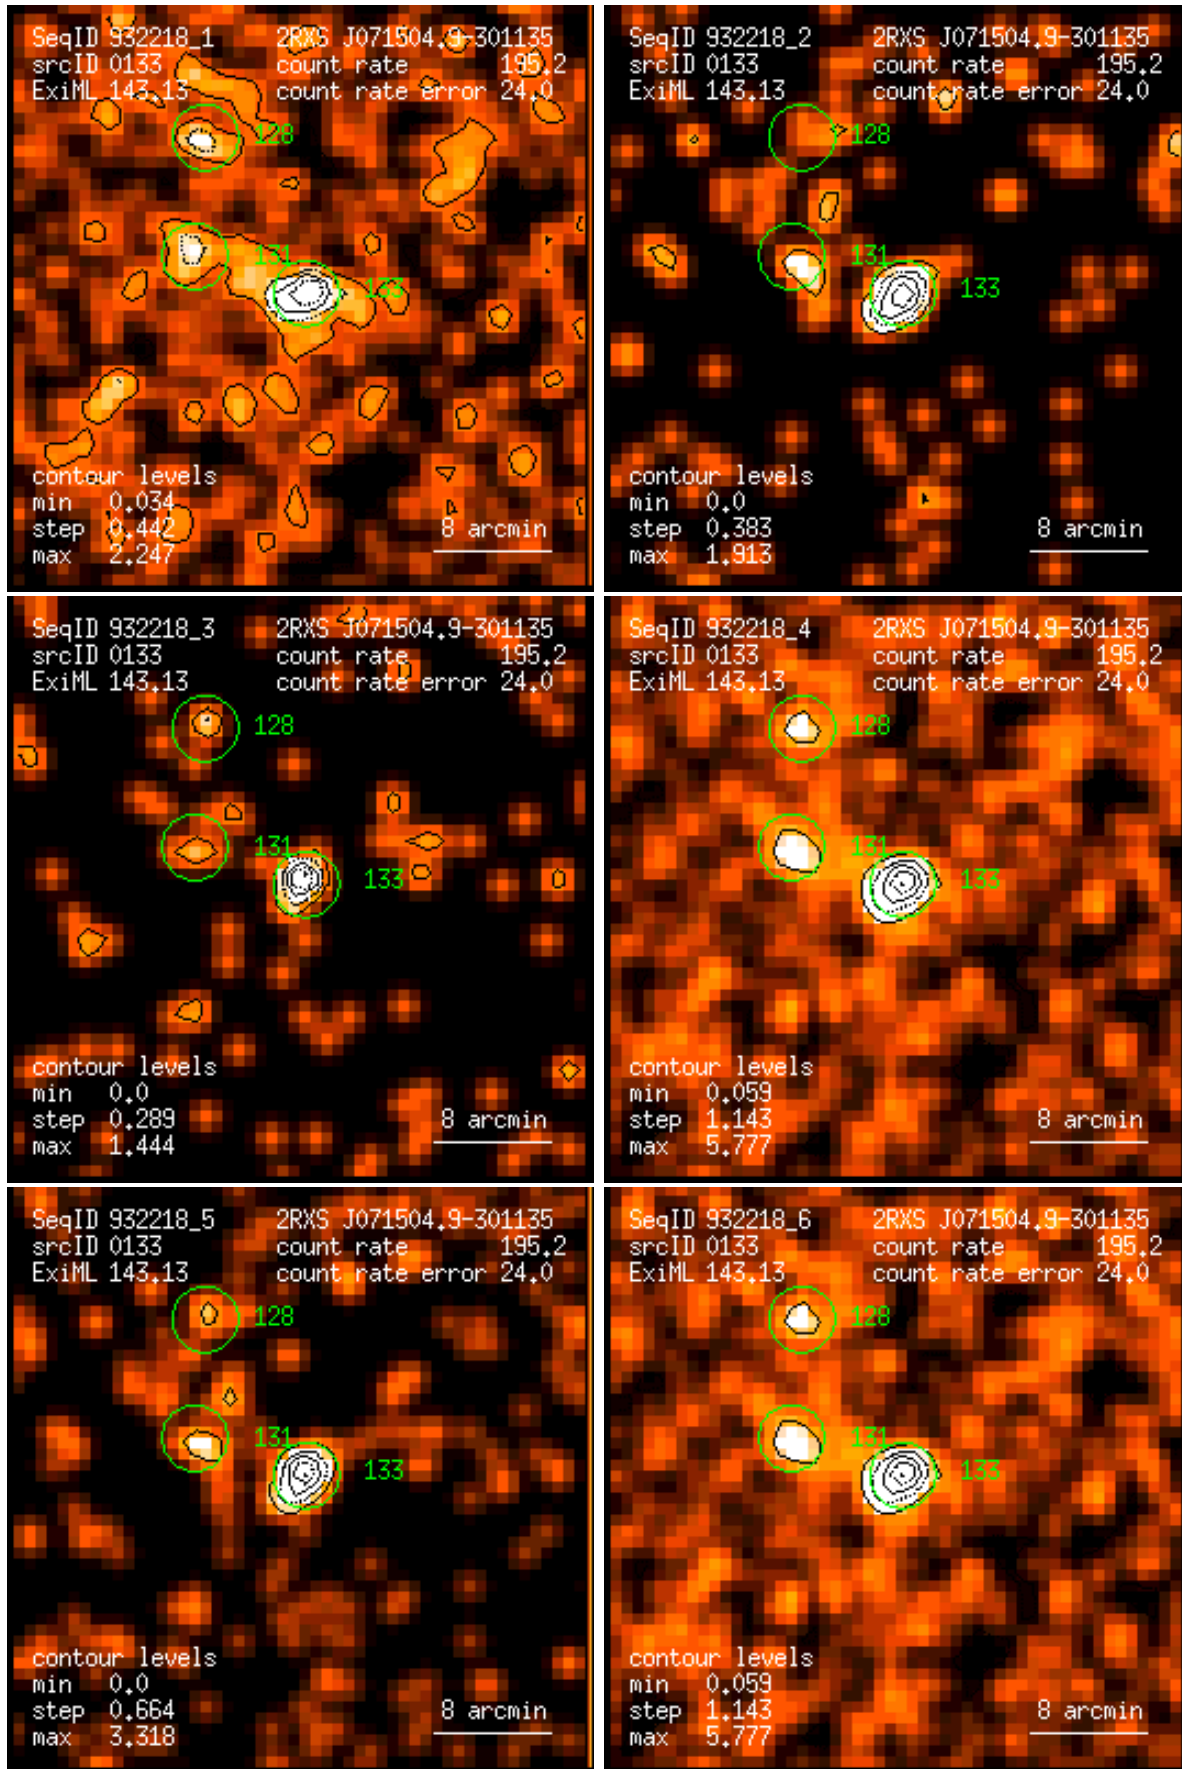 SeqID 932218_1 2RXS J071504.9-301135
srcID 0133 count rate 195.2
ExiML 143.13 count rate error 24.0
128
131
133
contour levels
min 0.034
step 0.442
max 2.247
8 arcmin
SeqID 932218_2 2RXS J071504.9-301135
srcID 0133 count rate 195.2
ExiML 143.13 count rate error 24.0
128
131
133
contour levels
min 0.0
step 0.383
max 1.913
8 arcmin
SeqID 932218_3 2RXS J071504.9-301135
srcID 0133 count rate 195.2
ExiML 143.13 count rate error 24.0
128
131
133
contour levels
min 0.0
step 0.289
max 1.444
8 arcmin
SeqID 932218_4 2RXS J071504.9-301135
srcID 0133 count rate 195.2
ExiML 143.13 count rate error 24.0
128
131
133
contour levels
min 0.059
step 1.143
max 5.777
8 arcmin
SeqID 932218_5 2RXS J071504.9-301135
srcID 0133 count rate 195.2
ExiML 143.13 count rate error 24.0
128
131
133
contour levels
min 0.0
step 0.664
max 3.318
8 arcmin
SeqID 932218_6 2RXS J071504.9-301135
srcID 0133 count rate 195.2
ExiML 143.13 count rate error 24.0
128
131
133
contour levels
min 0.059
step 1.143
max 5.777
8 arcmin